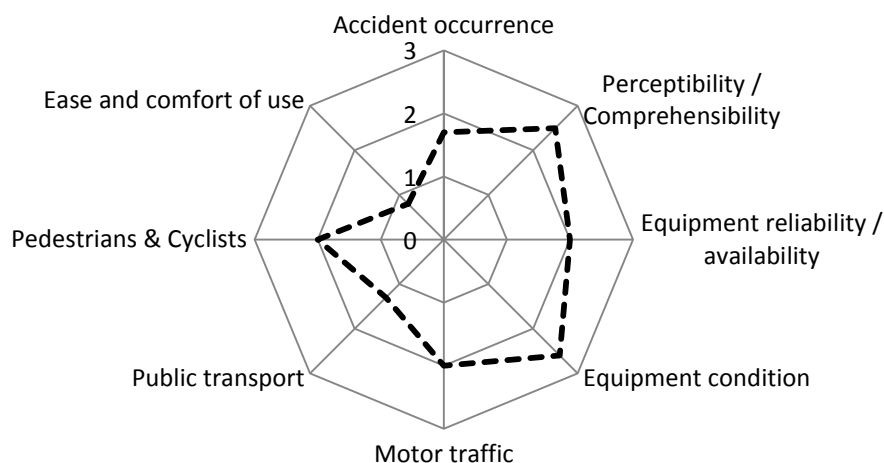 Accident occurrence
3
Perceptibility /
Comprehensibility
Ease and comfort of use
2
1
Equipment reliability /
availability
Pedestrians & Cyclists
0
Public transport
Equipment condition
Motor traffic